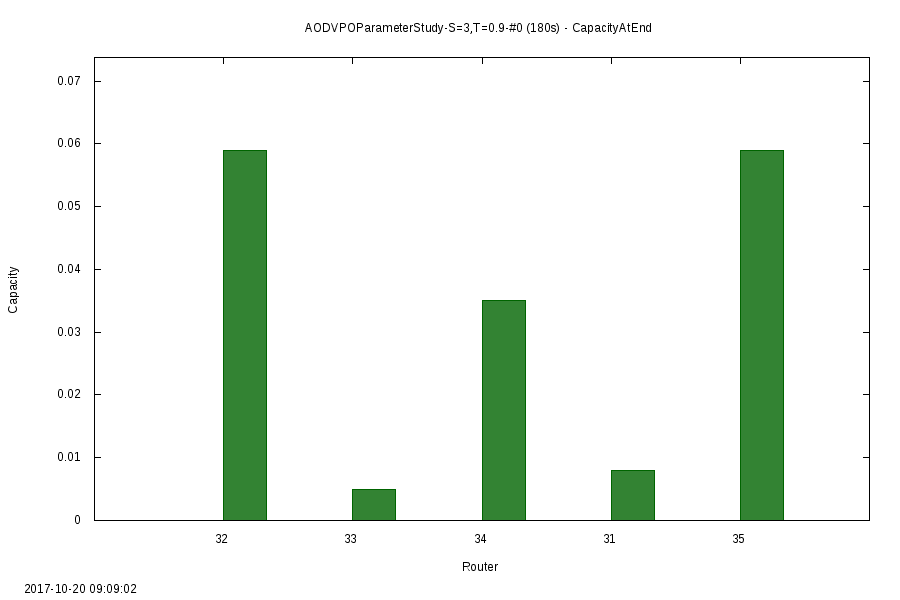 AODVPOParameterStudy-S=3,T=0.9-#0 (180s) - CapacityAtEnd
0.07
0.06
0.05
0.04
0.03
0.02
0.01
0
Capacity
32 33 34 31 35
Router
2017-10-20 09:09:02